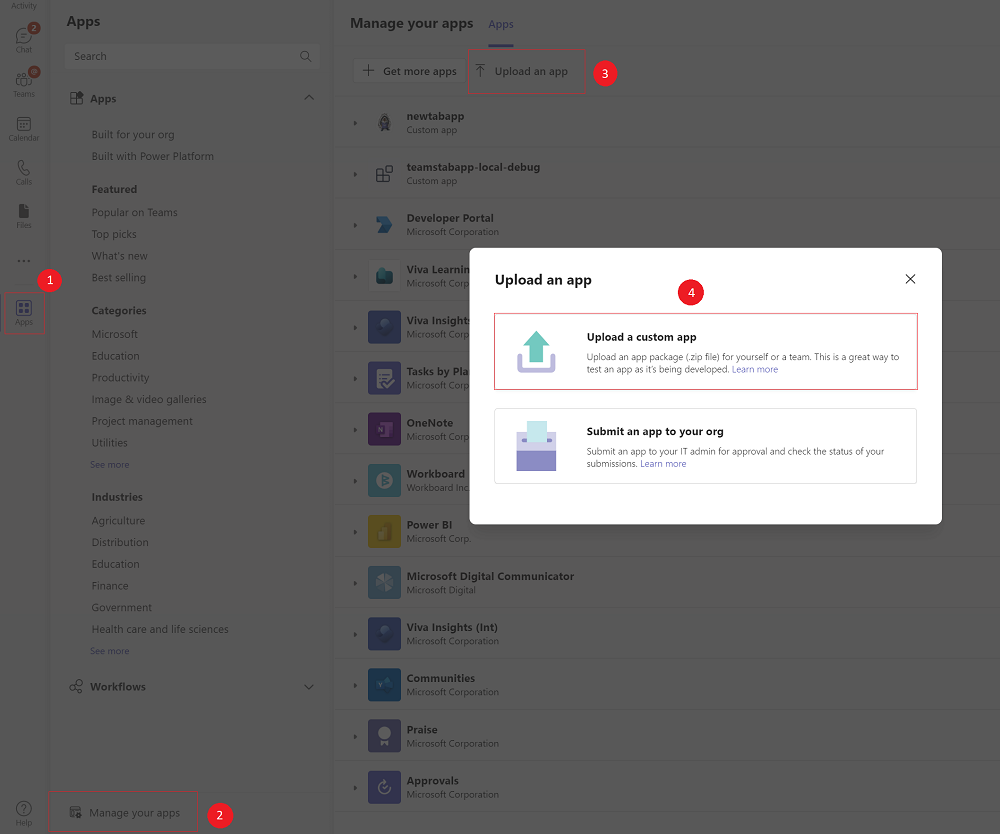 Activity
2
Chat
@
Teams
Calendar
Calls
Files
1
Apps
Help
Apps
Search
Apps
Built for your org
Built with Power Platform
Featured
Popular on Teams
Top picks
What's new
Best selling
Categories
Microsoft
Education
Productivity
Image & video galleries
Project management
Utilities
See more
Industries
Agriculture
Distribution
Education
Finance
Government
Health care and life sciences
See more
Workflows
Manage your apps
2
Manage your apps Apps
Get more apps Upload an app 3
newtabapp
Custom app
teamstabapp-local-debug
Custom app
Developer Portal
Microsoft Corporation
Viva Learnin
Microsoft Corpo
Viva Insights
Microsoft Corpo
Tasks by Pla
Microsoft Corpo
OneNote
Microsoft Corpo
Workboard
Workboard Inc.
Power BI
Microsoft Corp.
Microsoft Digital Communicator
Microsoft Digital
Viva Insights (Int)
Microsoft Corporation
Communities
Microsoft Corporation
Praise
Microsoft Corporation
Approvals
Microsoft Corporation
Upload an app
4
Upload a custom app
Upload an app package (.zip file) for yourself or a team. This is a great way to
test an app as it's being developed. Learn more
Submit an app to your org
Submit an app to your IT admin for approval and check the status of your
submissions. Learn more